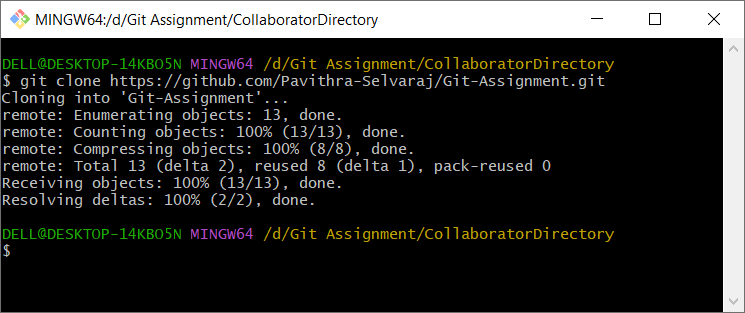 MINGW64:/d/Git Assignment/CollaboratorDirectory
DELL@DESKTOP-14KBO5N MINGW64 /d/Git Assignment/CollaboratorDirectory
$ git clone https://github.com/Pavithra-Selvaraj/Git-Assignment.git
Cloning into 'Git-Assignment'...
remote: Enumerating objects: 13, done.
remote: Counting objects: 100% (13/13), done.
remote: Compressing objects: 100% (8/8), done.
remote: Total 13 (delta 2), reused 8 (delta 1), pack-reused 0
Receiving objects: 100% (13/13), done.
Resolving deltas: 100% (2/2), done.
DELL@DESKTOP-14KBO5N MINGW64 /d/Git Assignment/CollaboratorDirectory
$